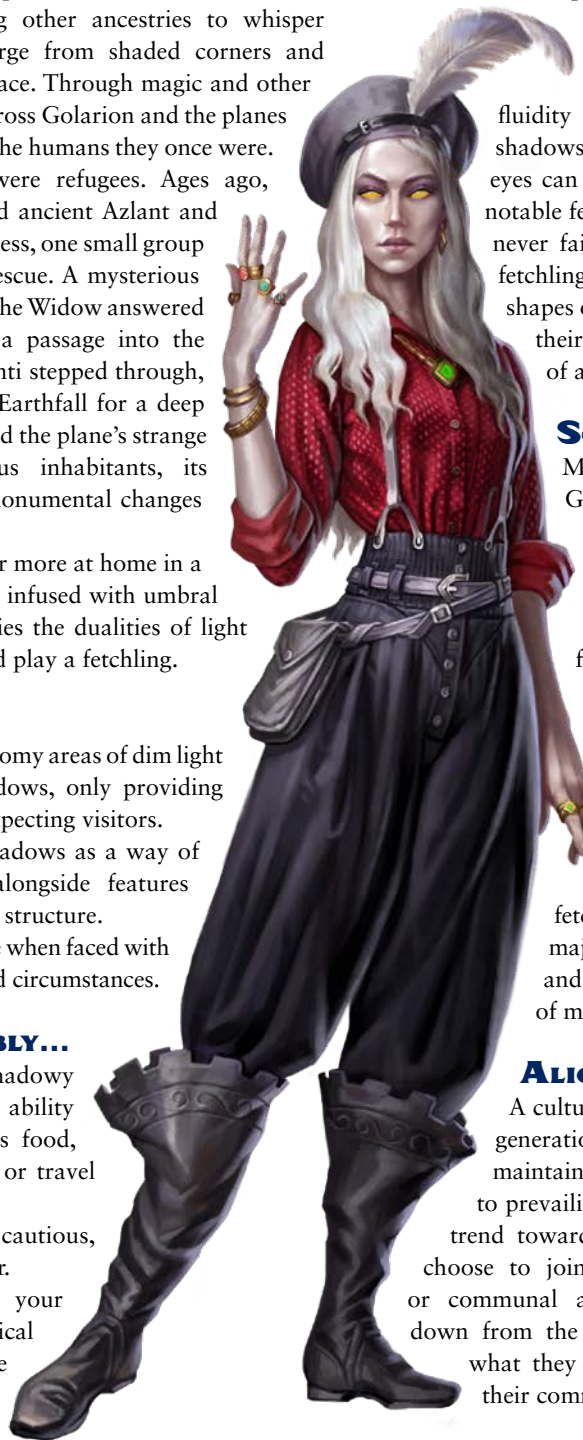 g other ancestries to whisper
rge from shaded corners and
ace. Through magic and other
ross Golarion and the planes
he humans they once were.
were refugees. Ages ago,
d ancient Azlant and
ess, one small group
escue. A mysterious
he Widow answered
a passage into the
nti stepped through,
Earthfall for a deep
d the plane's strange
us inhabitants, its
monumental changes
r more at home in a
infused with umbral
ies the dualities of light
d play a fetchling.
omy areas of dim light
dows, only providing
pecting visitors.
adows as a way of
alongside features
structure.
e when faced with
d circumstances.
BLY...
hadowy
ability
s food,
or travel
cautious,
r.
your
ical
e
fluidity
shadows
eyes can
notable fe
never fai
fetchling
shapes o
their
of a
So
M
G
f
fetc
maj
and
of m
ALIG
A cultu
generatio
maintai
to prevaili
trend toward
choose to join
or communal a
down from the
what they
their comm